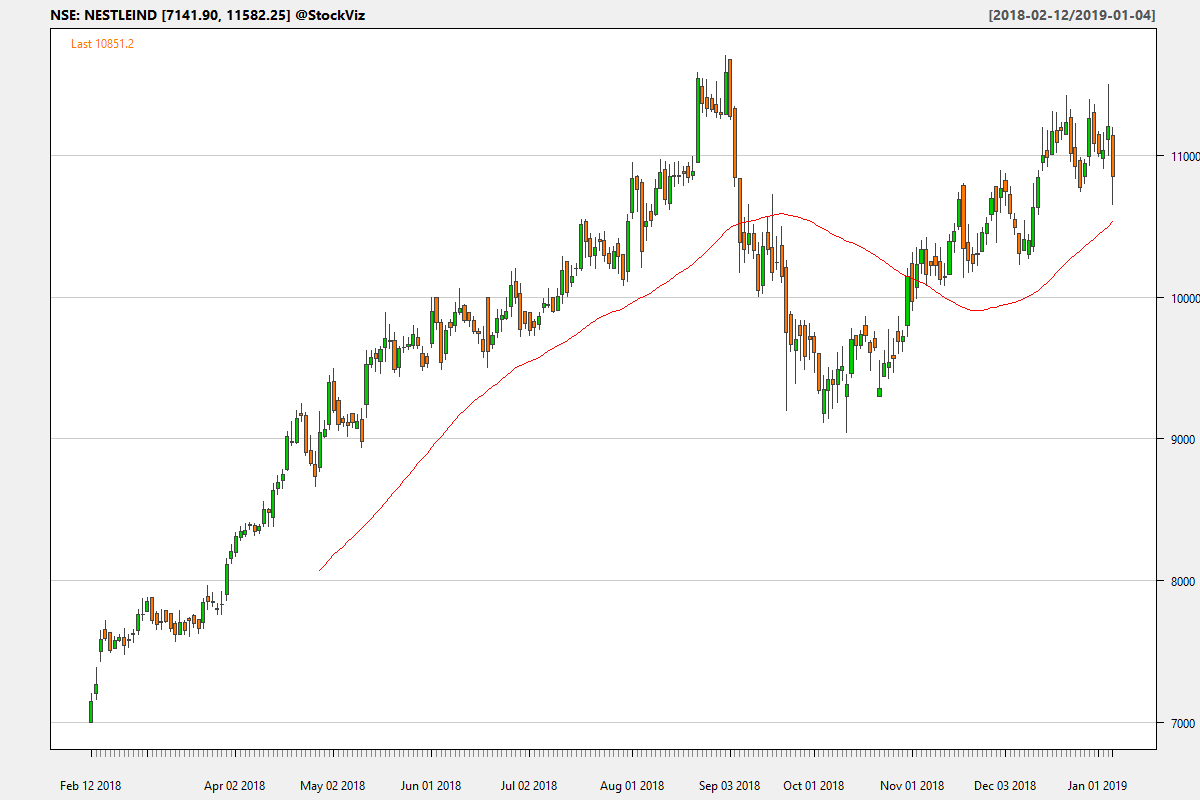 NSE: NESTLEIND [7141.90, 11582.25] @StockViz
[2018-02-12/2019-01-04]
Last 10851.2
11000
10000
9000
8000
7000
Feb 12 2018
Apr 02 2018
May 02 2018
Jun 01 2018
Jul 02 2018
Aug 01 2018
Sep 03 2018
Oct 01 2018
Nov 01 2018
Dec 03 2018
Jan 01 2019